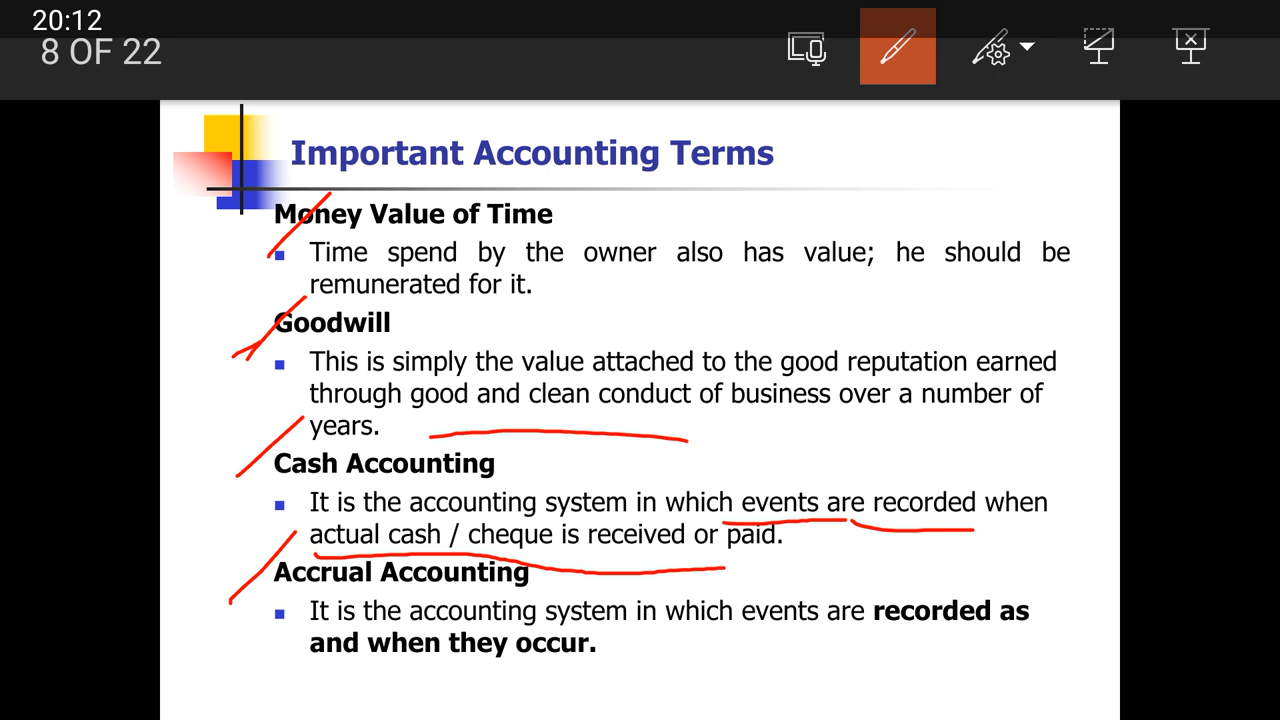 20:12
8 OF 22
Important Accounting Terms
Money Value of Time
Time spend by the owner also has value; he should be
remunerated for it.
Goodwill
This is simply the value attached to the good reputation earned
through good and clean conduct of business over a number of
years.
Cash Accounting
It is the accounting system in which events are recorded when
actual cash / cheque is received or paid.
Accrual Accounting
It is the accounting system in which events are recorded as
and when they occur.